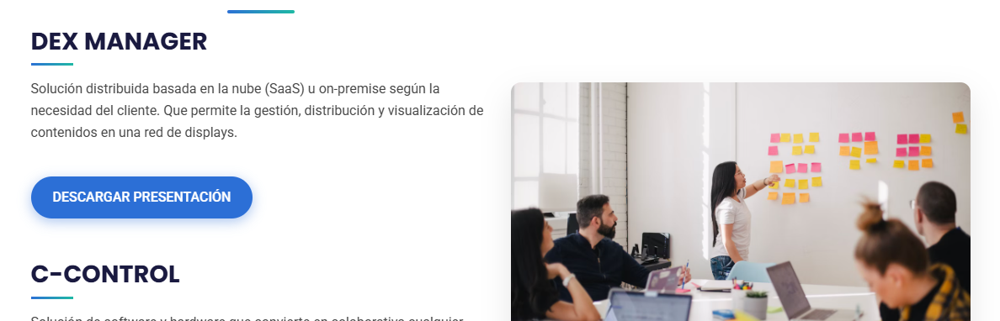 DEX MANAGER
Solución distribuida basada en la nube (SaaS) u on-premise según la
necesidad del cliente. Que permite la gestión, distribución y visualización de
contenidos en una red de displays.
DESCARGAR PRESENTACIÓN
C-CONTROL
Solución de software y hardware que convierte en colaborativa cualquier